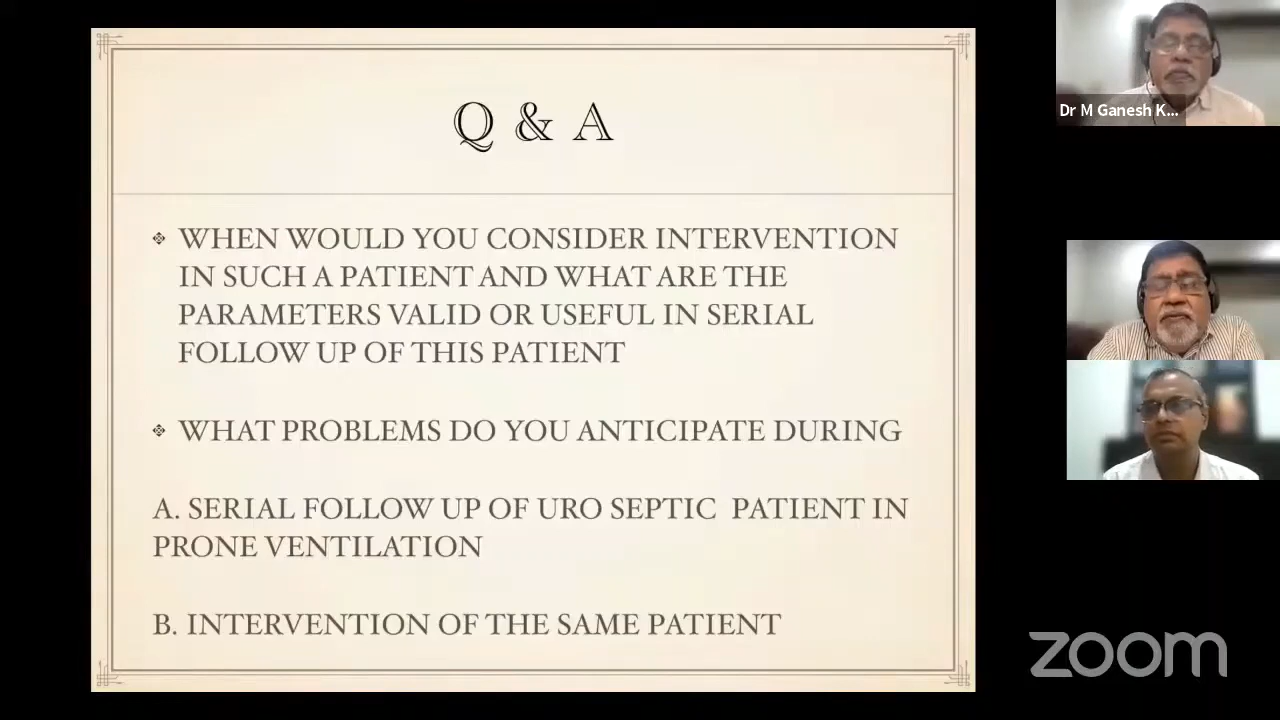 Q & A
WHEN WOULD YOU CONSIDER INTERVENTION
IN SUCH A PATIENT AND WHAT ARE THE
PARAMETERS VALID OR USEFUL IN SERIAL
FOLLOW UP OF THIS PATIENT
WHAT PROBLEMS DO YOU ANTICIPATE DURING
A. SERIAL FOLLOW UP OF URO SEPTIC PATIENT IN
PRONE VENTILATION
B. INTERVENTION OF THE SAME PATIENT
Dr M Ganesh K...
zoom